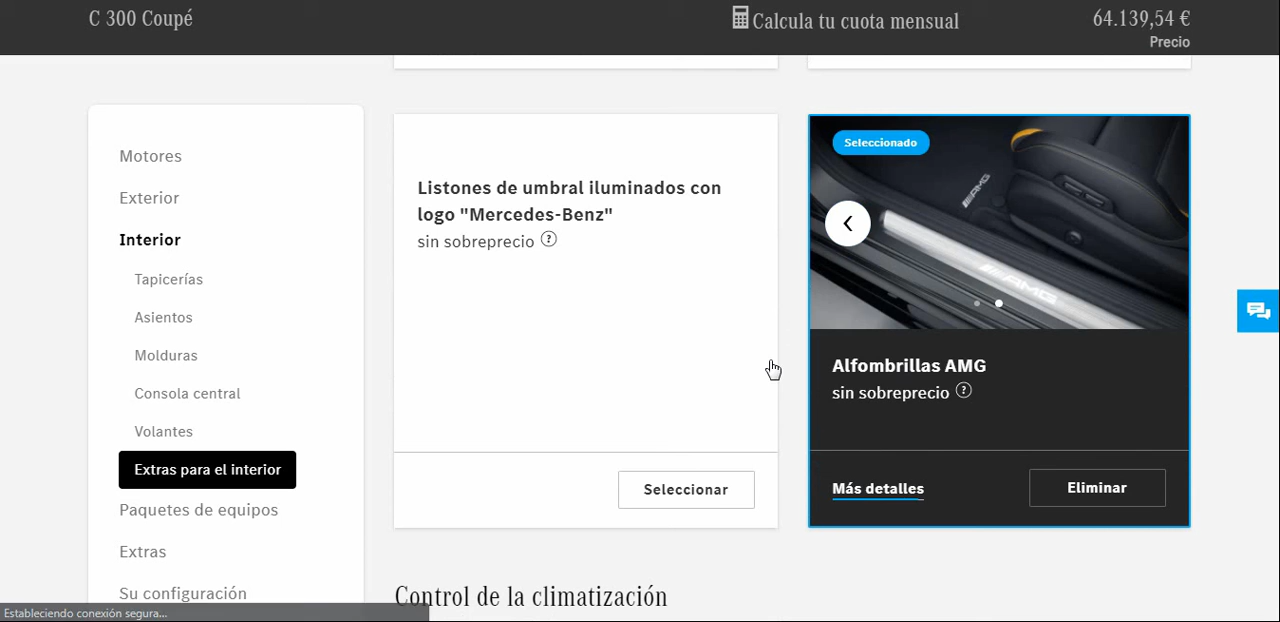 C 300 Coupé
Calcula tu cuota mensual
64.139,54 €
Precio
Motores
Exterior
Interior
Tapicerías
Asientos
Molduras
Consola central
Volantes
Extras para el interior
Paquetes de equipos
Extras
Su configuración
Listones de umbral iluminados con
logo "Mercedes-Benz"
sin sobreprecio ?
Seleccionar
Seleccionado
AMG
AMG
Alfombrillas AMG
sin sobreprecio ?
Más detalles
Eliminar
Control de la climatización
Estableciendo conexión segura...